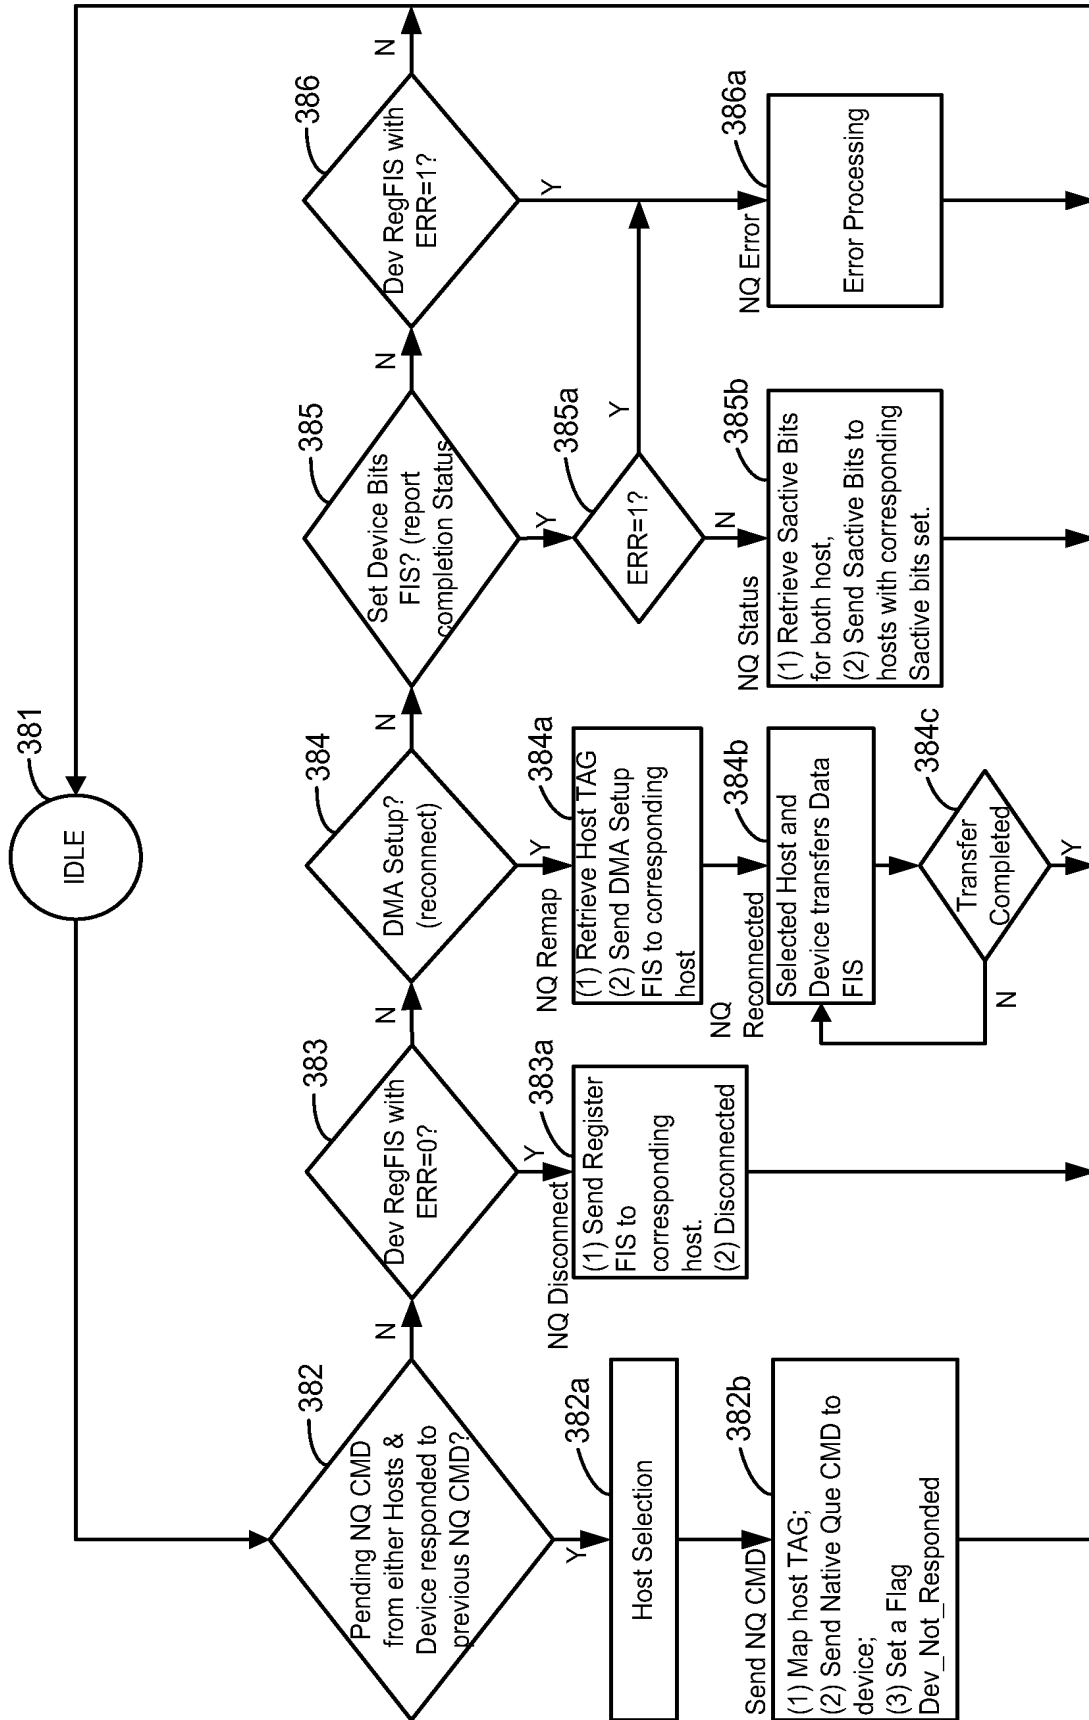 381
IDLE
382
Pending NQ CMD
from either Hosts &
Device responded to
previous NQ CMD?
N
Y
382a
Host Selection
Send NQ CMD
382b
(1) Map host TAG;
(2) Send Native Que CMD to
device;
(3) Set a Flag
Dev_Not_Responded
383
Dev RegFIS with
ERR=0?
N
Y
NQ Disconnect
383a
(1) Send Register
FIS to
corresponding
host.
(2) Disconnected
384
DMA Setup?
(reconnect)
N
Y
NQ Remap
384a
(1) Retrieve Host TAG
(2) Send DMA Setup
FIS to corresponding
host
NQ
Reconnected
384b
Selected Host and
Device transfers Data
FIS
384c
Transfer
Completed
N
Y
385
Set Device Bits
FIS? (report
completion Status
N
Y
385a
ERR=1?
Y
N
NQ Status
385b
(1) Retrieve Sactive Bits
for both host,
(2) Send Sactive Bits to
hosts with corresponding
Sactive bits set.
386
Dev RegFIS with
ERR=1?
N
Y
NQ Error
386a
Error Processing